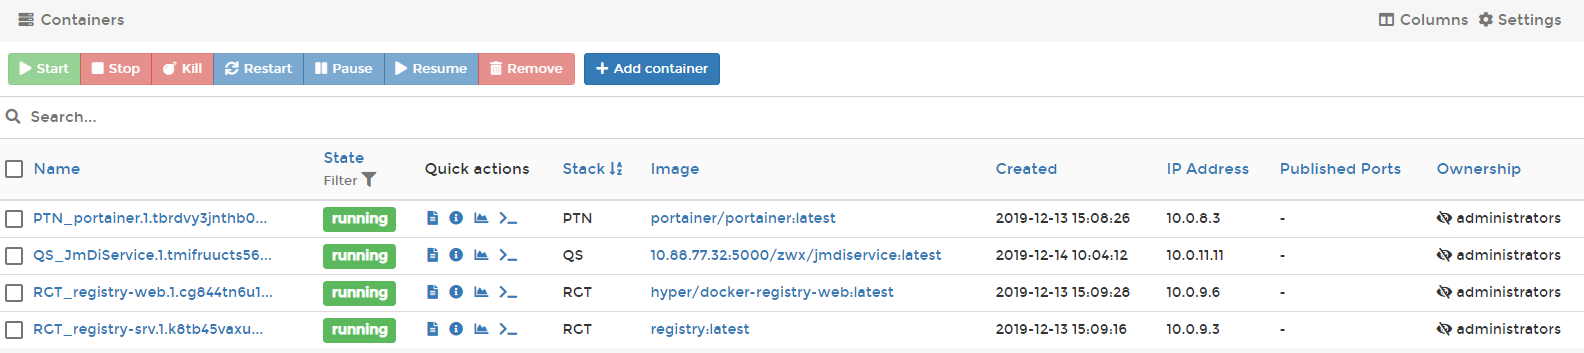 Containers Columns Settings
Start Stop Kill Restart Pause Resume Remove Add container
Search...
Name State Filter Quick actions Stack Image Created IP Address Published Ports Ownership
PTN_portainer.1.tbrdvy3jnthb0... running PTN portainer/portainer:latest 2019-12-13 15:08:26 10.0.8.3 - administrators
QS_JmDiService.1.tmifruucts56... running QS 10.88.77.32:5000/zwx/jmdiservice:latest 2019-12-14 10:04:12 10.0.11.11 - administrators
RGT_registry-web.1.cg844tn6u1... running RGT hyper/docker-registry-web:latest 2019-12-13 15:09:28 10.0.9.6 - administrators
RGT_registry-srv.1.k8tb45vaxu... running RGT registry:latest 2019-12-13 15:09:16 10.0.9.3 - administrators